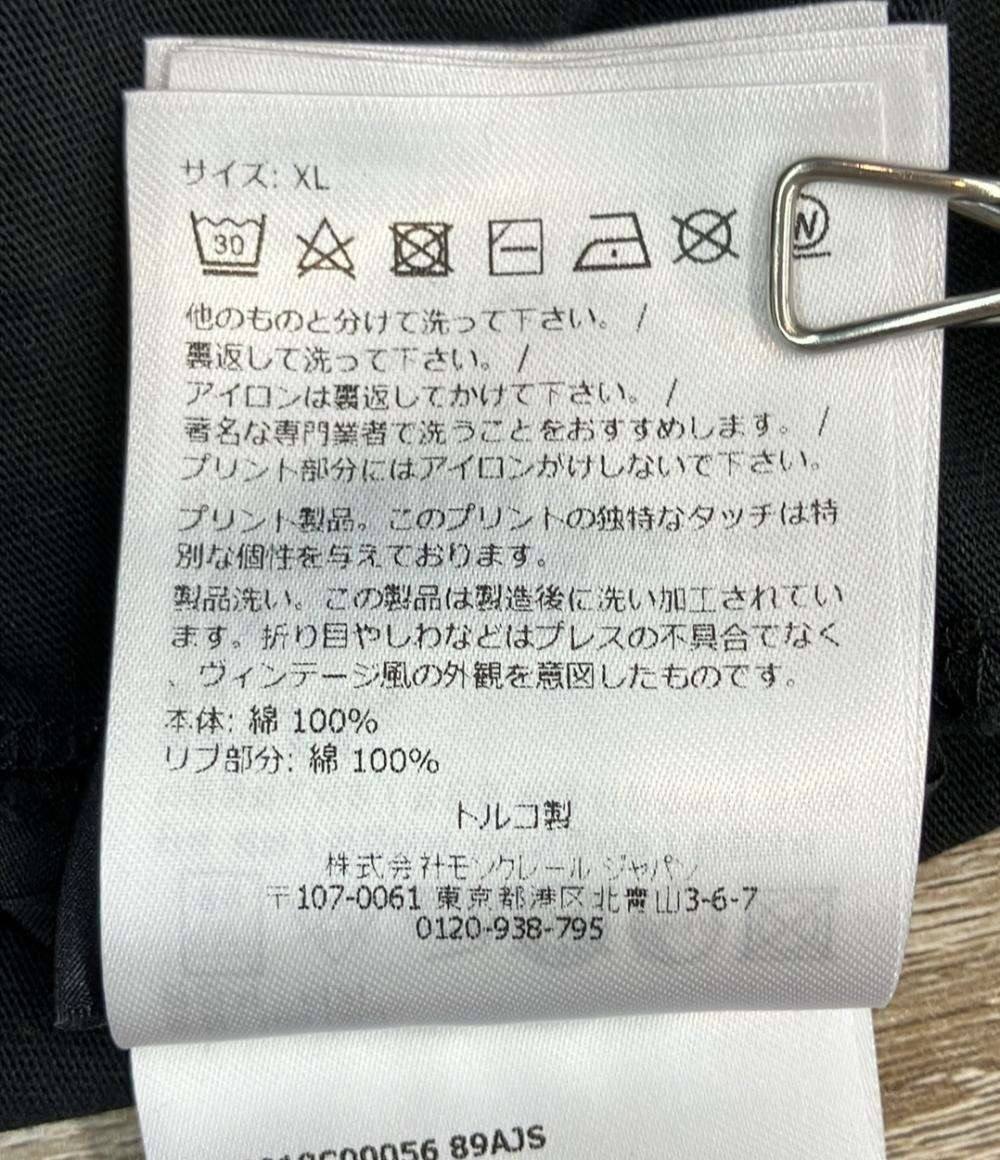 サイズ: XL
30
W
他のものと分けて洗って下さい。 /
裏返して洗って下さい。 /
アイロンは裏返してかけて下さい。 /
著名な専門業者で洗うことをおすすめします。 /
プリント部分にはアイロンがけしないで下さい。
プリント製品。このプリントの独特なタッチは特
別な個性を与えております。
製品洗い。この製品は製造後に洗い加工されてい
ます。折り目やしわなどはプレスの不具合でなく
、ヴィンテージ風の外観を意図したものです。
本体: 綿 100%
リブ部分: 綿 100%
トルコ製
株式会社モンクレール ジャパン
〒107-0061 東京都港区北青山3-6-7
0120-938-795
89AJS